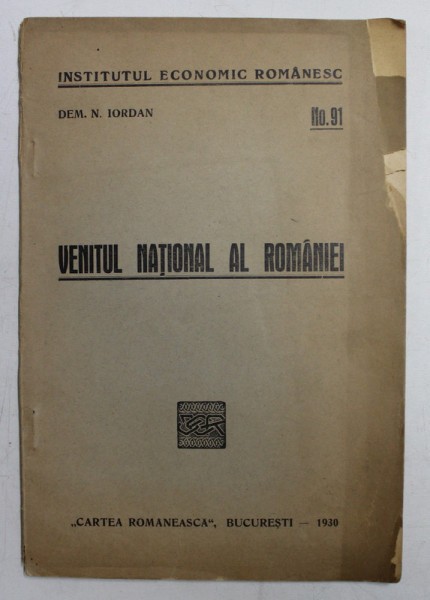 INSTITUTUL ECONOMIC ROMÂNESC
DEM. N. IORDAN No. 91
VENITUL NAȚIONAL AL ROMÂNIEI
„CARTEA ROMANEASCA“, BUCUREȘTI — 1930